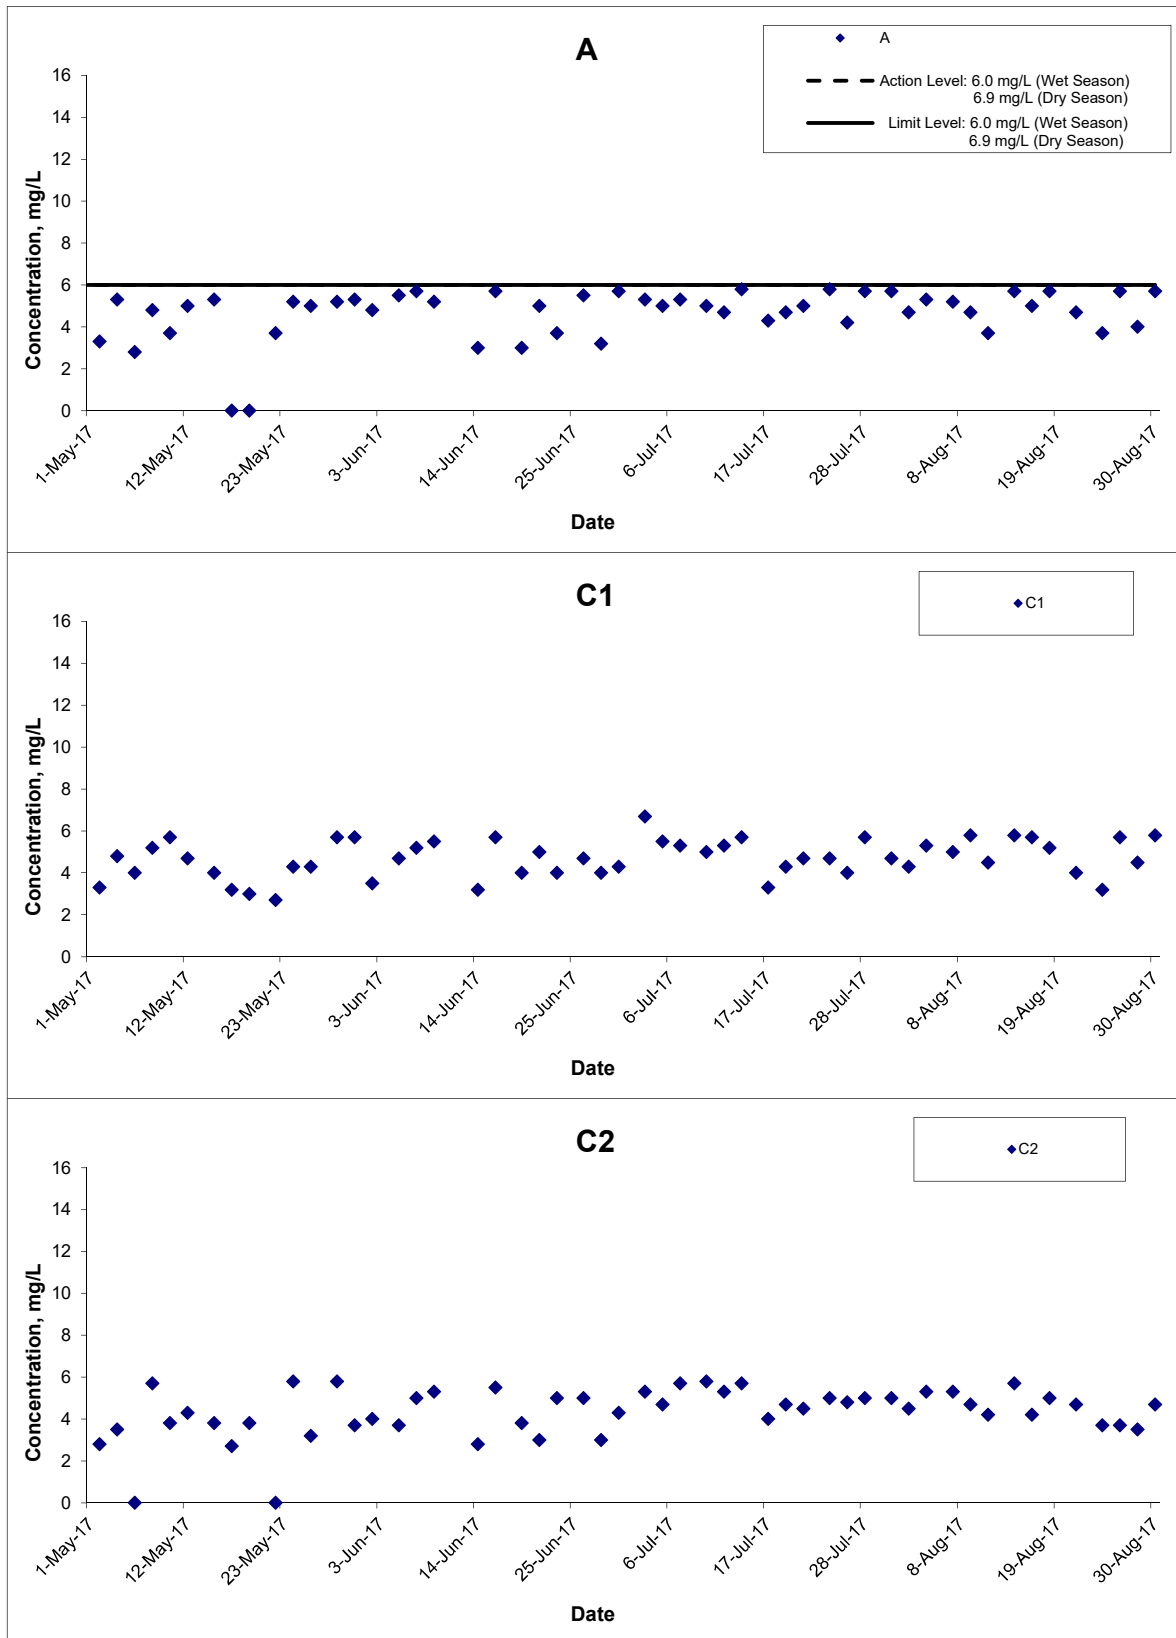 A
A
Action Level: 6.0 mg/L (Wet Season)
6.9 mg/L (Dry Season)
Limit Level: 6.0 mg/L (Wet Season)
6.9 mg/L (Dry Season)
Concentration, mg/L
16
14
12
10
8
6
4
2
0
1-May-17
12-May-17
23-May-17
3-Jun-17
14-Jun-17
25-Jun-17
6-Jul-17
17-Jul-17
28-Jul-17
8-Aug-17
19-Aug-17
30-Aug-17
Date
C1
C1
Concentration, mg/L
16
14
12
10
8
6
4
2
0
1-May-17
12-May-17
23-May-17
3-Jun-17
14-Jun-17
25-Jun-17
6-Jul-17
17-Jul-17
28-Jul-17
8-Aug-17
19-Aug-17
30-Aug-17
Date
C2
C2
Concentration, mg/L
16
14
12
10
8
6
4
2
0
1-May-17
12-May-17
23-May-17
3-Jun-17
14-Jun-17
25-Jun-17
6-Jul-17
17-Jul-17
28-Jul-17
8-Aug-17
19-Aug-17
30-Aug-17
Date